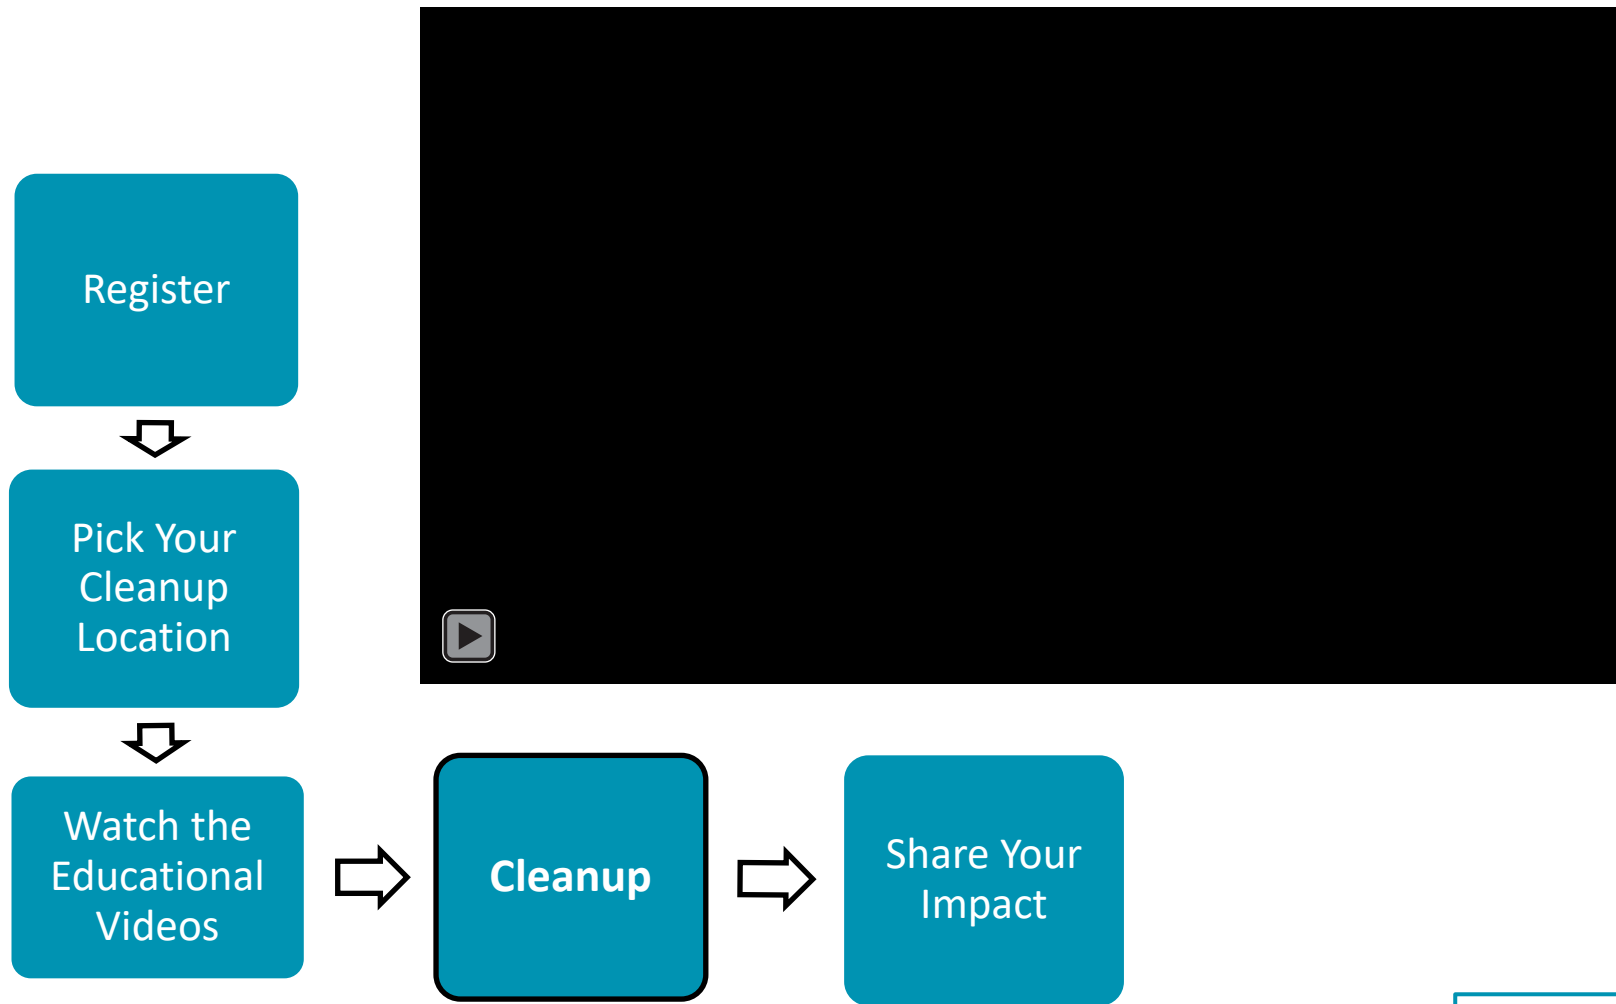 Register
Pick Your
Cleanup
Location
Watch the
Educational
Videos
Cleanup
Share Your
Impact